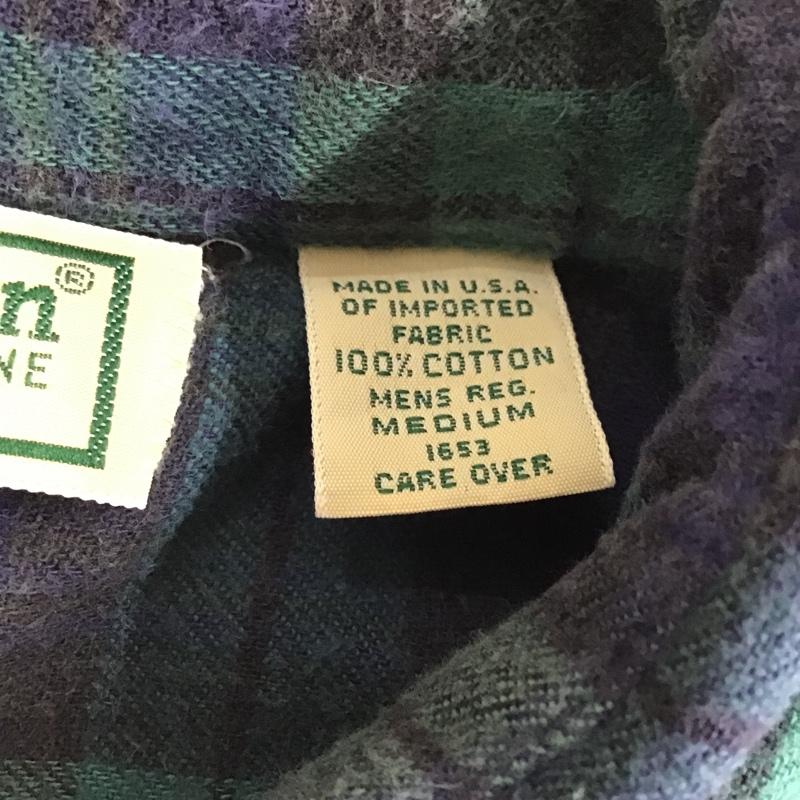 n®
NE
MADE IN U.S.A.
OF IMPORTED
FABRIC
100% COTTON
MENS REG.
MEDIUM
1653
CARE OVER